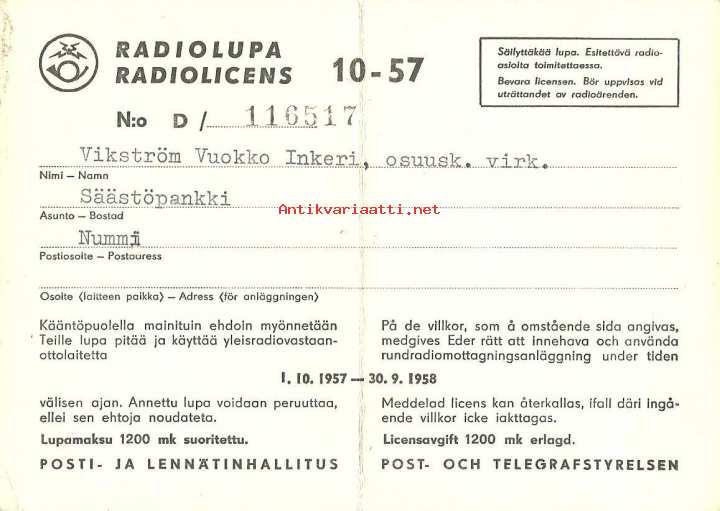 RADIOLUPA
RADIOLICENS
10-57
Säilyttäkää lupa. Esitettävä radio-
asioita toimitettaessa.
Bevara licensen. Bör uppvisas vid
uträttandet av radioärenden.
N:o D/ 116517
Vikström Vuokko Inkeri, osuusk. virk.
Nimi — Namn
Säästöpankki
Asunto — Bostad
Antikvariaatti.net
Nummi
Postiosoite — Postadress
Osoite (laitteen paikka) — Adress (för anläggningen)
Kääntöpuolella mainituin ehdoin myönnetään
Teille lupa pitää ja käyttää yleisradiovastaan-
ottolaitetta
På de villkor, som å omstående sida angivas,
medgives Eder rätt att innehava och använda
rundradiomottagningsanläggning under tiden
1. 10. 1957 — 30. 9. 1958
välisen ajan. Annettu lupa voidaan peruuttaa,
ellei sen ehtoja noudateta.
Lupamaksu 1200 mk suoritettu.
POSTI- JA LENNÄTINHALLITUS
Meddelad licens kan återkallas, ifall däri ingå-
ende villkor icke iakttagas.
Licensavgift 1200 mk erlagd.
POST- OCH TELEGRAFSTYRELSEN